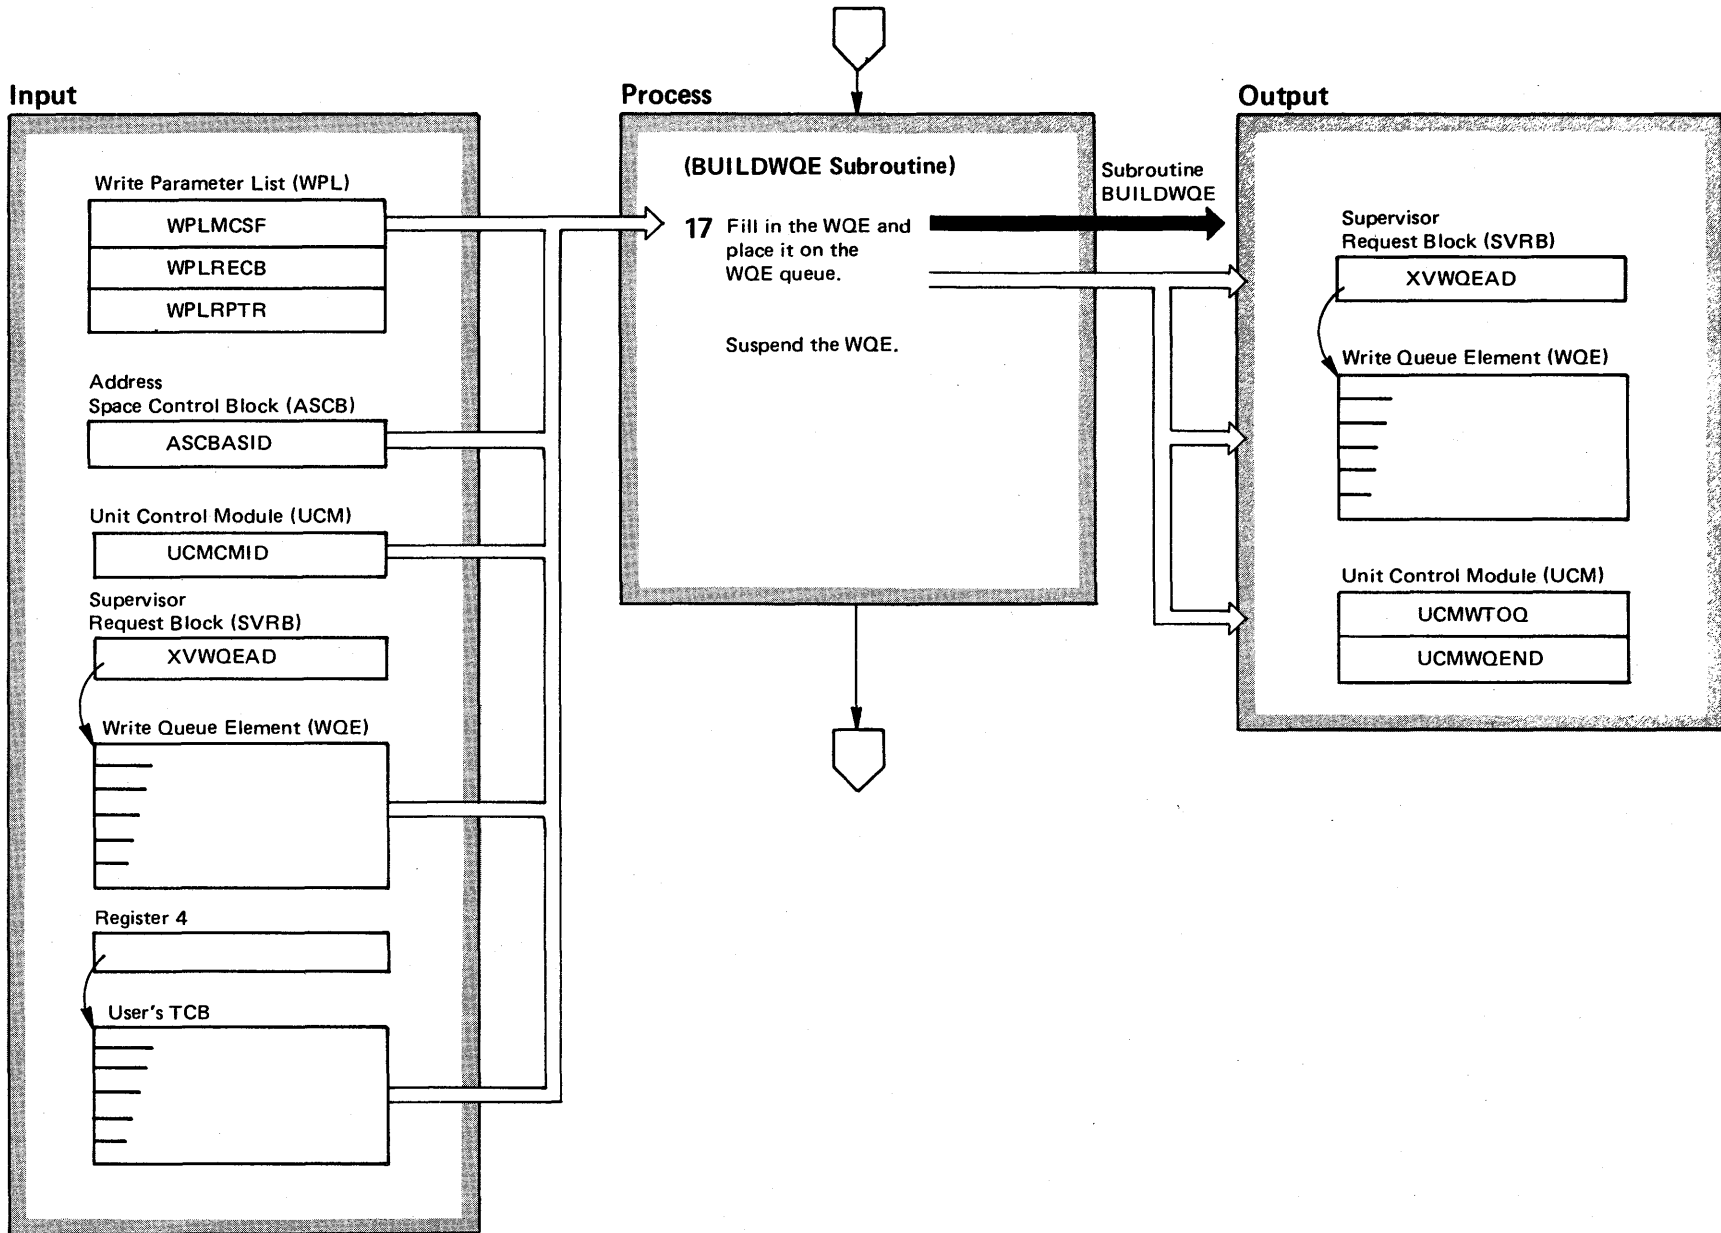 Input
Write Parameter List (WPL)
WPLMCSF
WPLRECB
WPLRPTR
Address
Space Control Block (ASCB)
ASCBASID
Unit Control Module (UCM)
UCMCMID
Supervisor
Request Block (SVRB)
XVWQEAD
Write Queue Element (WQE)
Register 4
User's TCB
Process
(BUILDWQE Subroutine)
17 Fill in the WQE and
place it on the
WQE queue.
Suspend the WQE.
Subroutine
BUILDWQE
Output
Supervisor
Request Block (SVRB)
XVWQEAD
Write Queue Element (WQE)
Unit Control Module (UCM)
UCMWTOQ
UCMWQEND